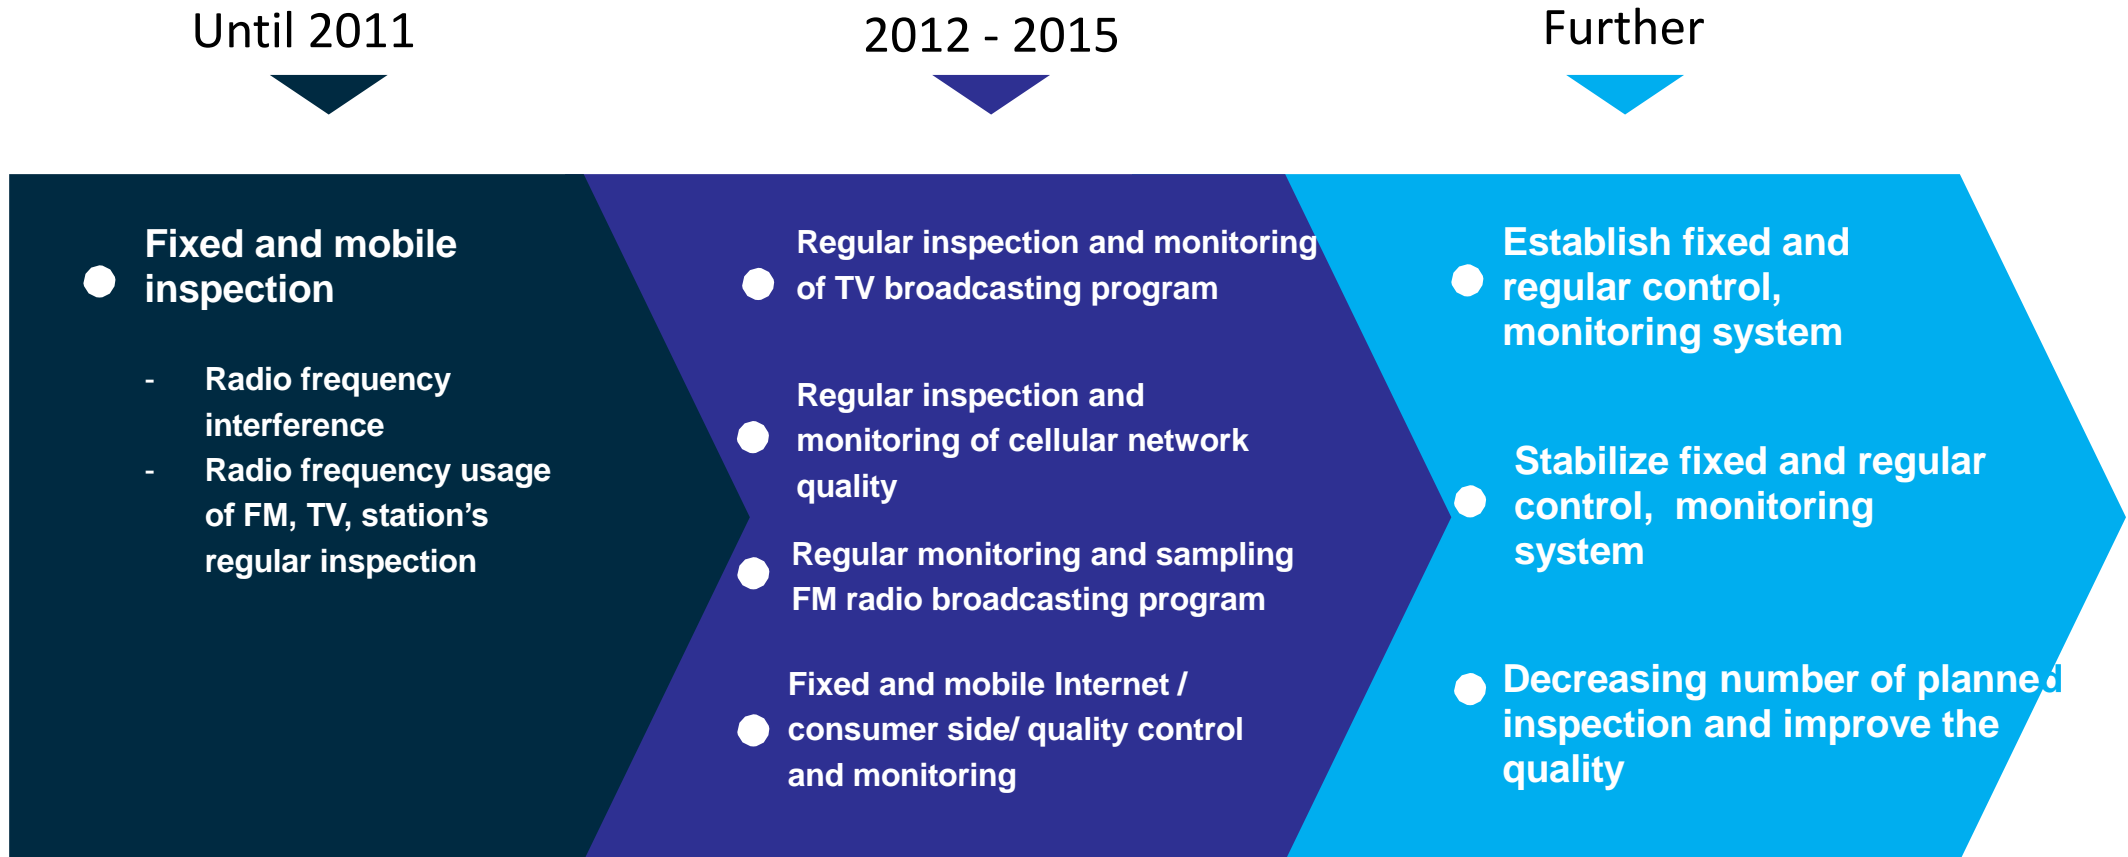 Until 2011
2012 - 2015
Further
Fixed and mobile
inspection
- Radio frequency
interference
- Radio frequency usage
of FM, TV, station’s
regular inspection
Regular inspection and monitoring
of TV broadcasting program
Regular inspection and
monitoring of cellular network
quality
Regular monitoring and sampling
FM radio broadcasting program
Fixed and mobile Internet /
consumer side/ quality control
and monitoring
Establish fixed and
regular control,
monitoring system
Stabilize fixed and regular
control, monitoring
system
Decreasing number of planned
inspection and improve the
quality